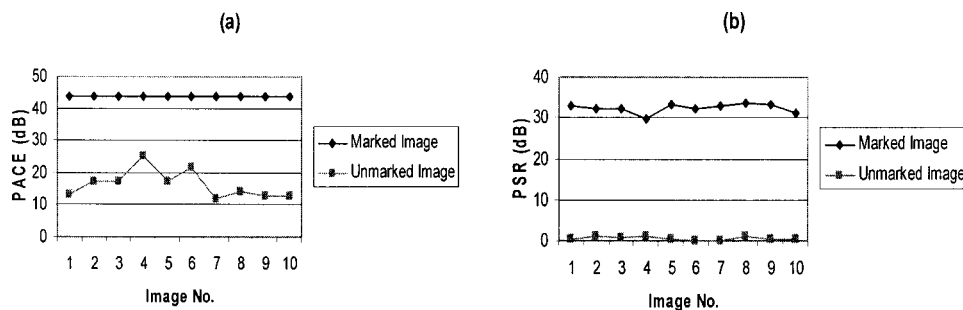 (a)
50
40
30
20
10
0
PACE (dB)
1 2 3 4 5 6 7 8 9 10
Image No.
Marked Image
Unmarked Image
(b)
40
30
20
10
0
PSR (dB)
1 2 3 4 5 6 7 8 9 10
Image No.
Marked Image
Unmarked Image